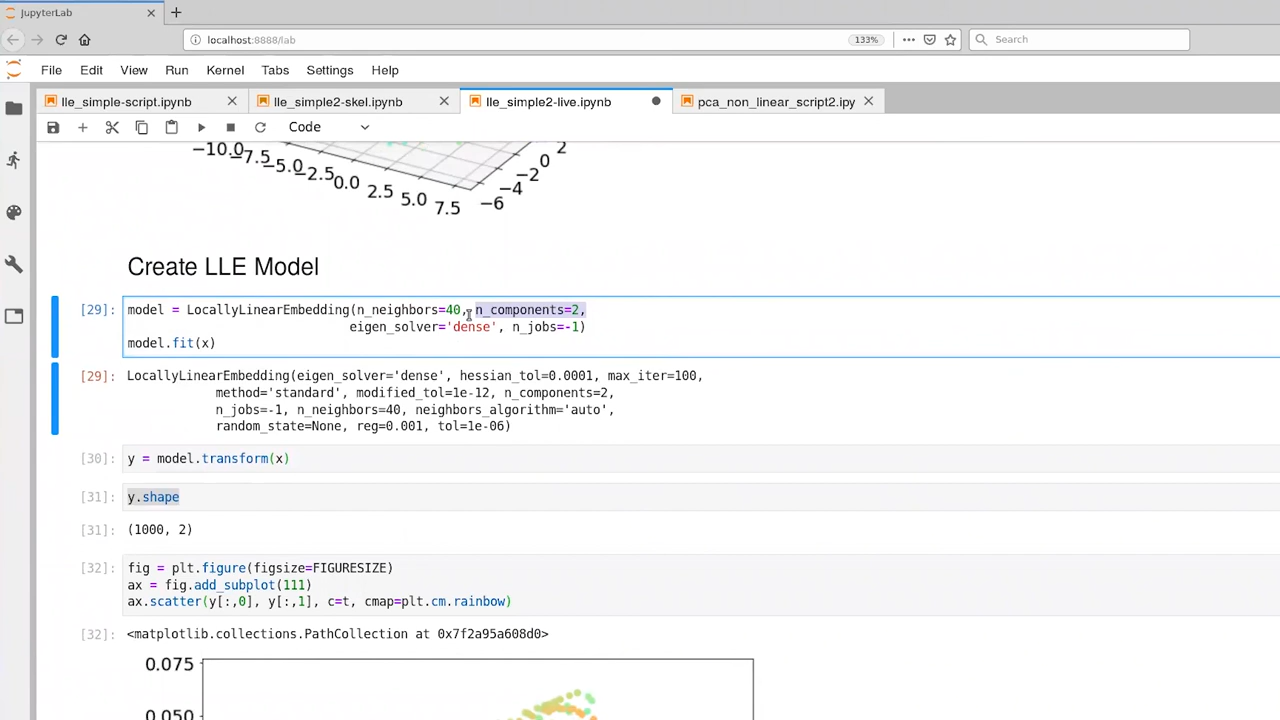 JupyterLab
localhost:8888/lab
133%
Search
File Edit View Run Kernel Tabs Settings Help
lle_simple-script.ipynb
lle_simple2-skel.ipynb
lle_simple2-live.ipynb
pca_non_linear_script2.ipy
Code
-10.0 -7.5 -5.0 -2.5 0.0 2.5 5.0 7.5
-6 -4 -2 0 2
Create LLE Model
[29]: model = LocallyLinearEmbedding(n_neighbors=40, n_components=2,
eigen_solver='dense', n_jobs=-1)
model.fit(x)
[29]: LocallyLinearEmbedding(eigen_solver='dense', hessian_tol=0.0001, max_iter=100,
method='standard', modified_tol=1e-12, n_components=2,
n_jobs=-1, n_neighbors=40, neighbors_algorithm='auto',
random_state=None, reg=0.001, tol=1e-06)
[30]: y = model.transform(x)
[31]: y.shape
[31]: (1000, 2)
[32]: fig = plt.figure(figsize=FIGURESIZE)
ax = fig.add_subplot(111)
ax.scatter(y[:,0], y[:,1], c=t, cmap=plt.cm.rainbow)
[32]: <matplotlib.collections.PathCollection at 0x7f2a95a608d0>
0.075
0.050